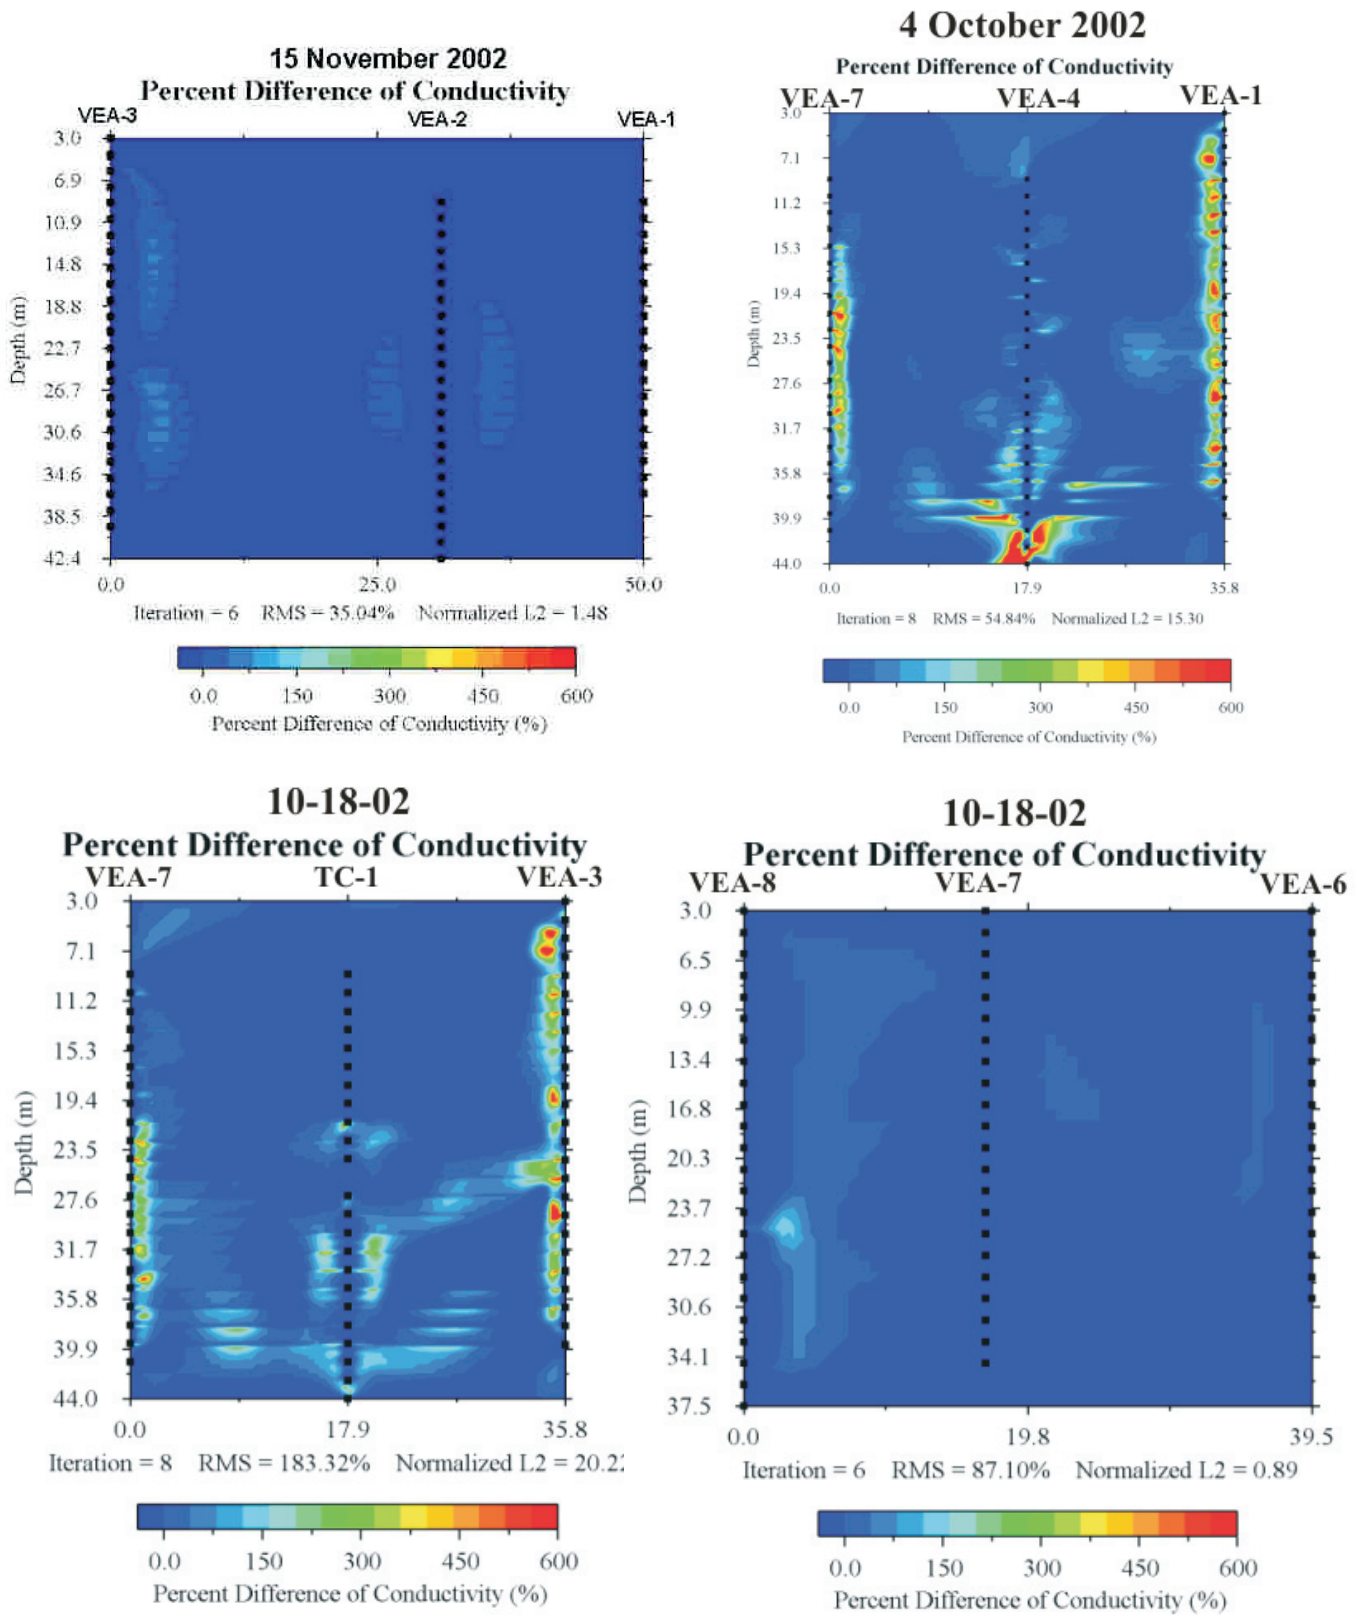 15 November 2002
Percent Difference of Conductivity
VEA-3 VEA-2 VEA-1
3.0
6.9
10.9
14.8
18.8
22.7
26.7
30.6
34.6
38.5
42.4
Depth (m)
0.0 25.0 50.0
Iteration = 6 RMS = 35.04% Normalized L2 = 1.48
0.0 150 300 450 600
Percent Difference of Conductivity (%)
4 October 2002
Percent Difference of Conductivity
VEA-7 VEA-4 VEA-1
3.0
7.1
11.2
15.3
19.4
23.5
27.6
31.7
35.8
39.9
44.0
Depth (m)
0.0 17.9 35.8
Iteration = 8 RMS = 54.84% Normalized L2 = 15.30
0.0 150 300 450 600
Percent Difference of Conductivity (%)
10-18-02
Percent Difference of Conductivity
VEA-7 TC-1 VEA-3
3.0
7.1
11.2
15.3
19.4
23.5
27.6
31.7
35.8
39.9
44.0
Depth (m)
0.0 17.9 35.8
Iteration = 8 RMS = 183.32% Normalized L2 = 20.2
0.0 150 300 450 600
Percent Difference of Conductivity (%)
10-18-02
Percent Difference of Conductivity
VEA-8 VEA-7 VEA-6
3.0
6.5
9.9
13.4
16.8
20.3
23.7
27.2
30.6
34.1
37.5
Depth (m)
0.0 19.8 39.5
Iteration = 6 RMS = 87.10% Normalized L2 = 0.89
0.0 150 300 450 600
Percent Difference of Conductivity (%)